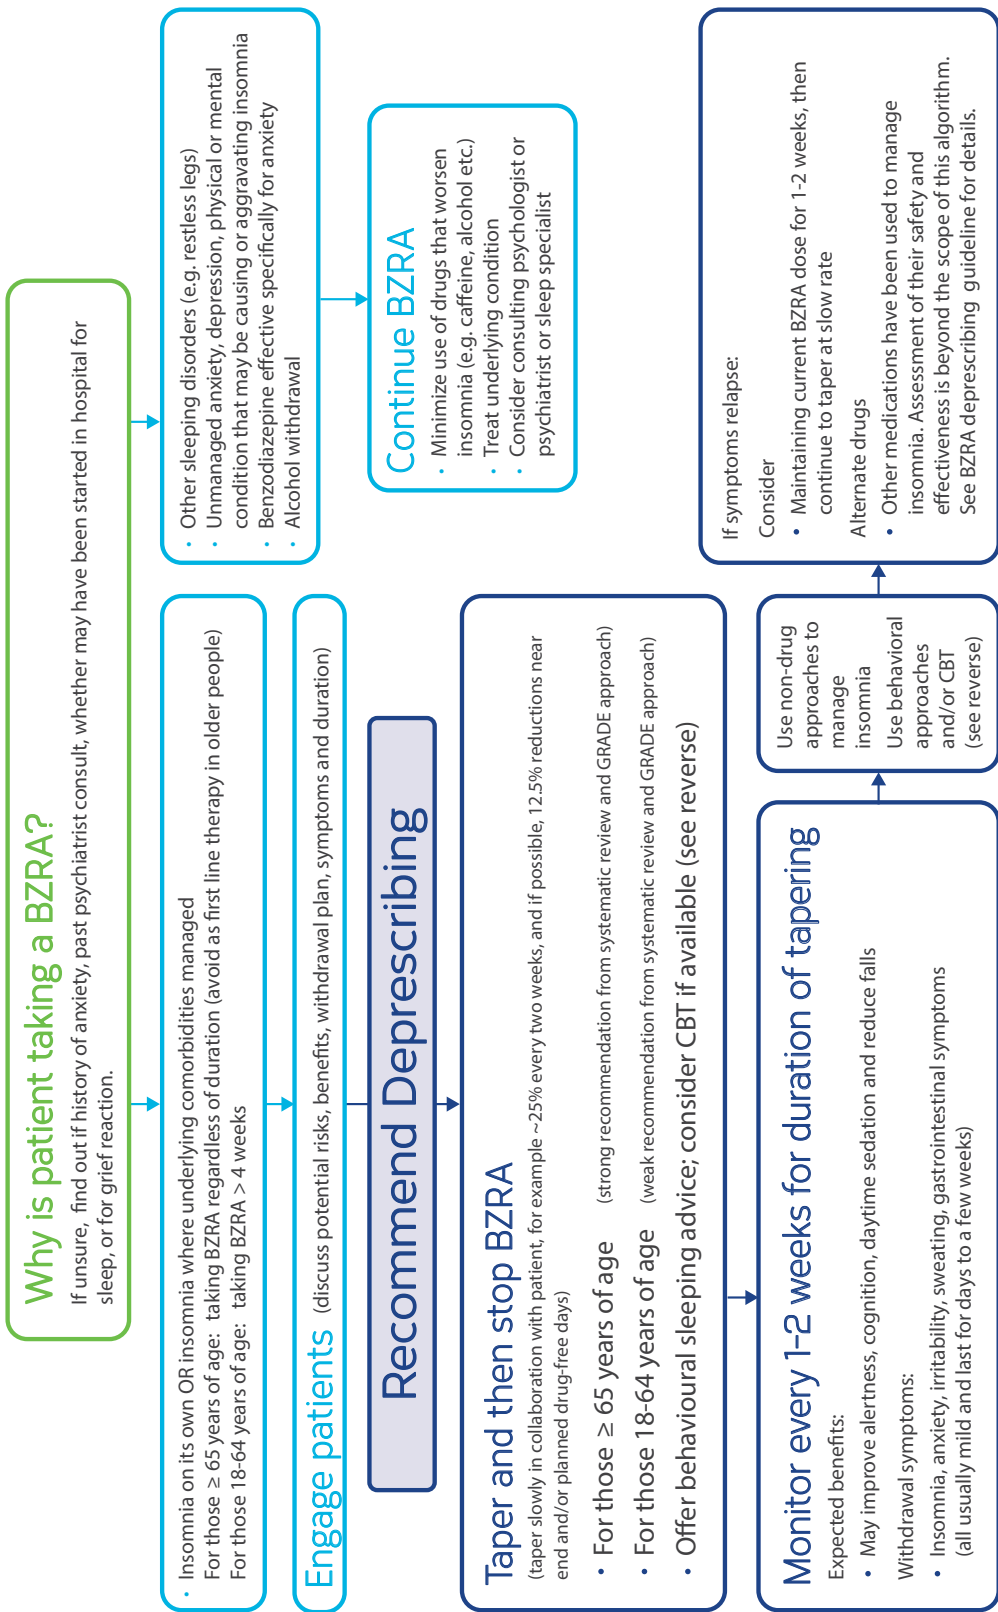 Why is patient taking a BZRA?
If unsure, find out if history of anxiety, past psychiatrist consult, whether may have been started in hospital for
sleep, or for grief reaction.
• Insomnia on its own OR insomnia where underlying comorbidities managed
For those ≥ 65 years of age: taking BZRA regardless of duration (avoid as first line therapy in older people)
For those 18-64 years of age: taking BZRA > 4 weeks
• Other sleeping disorders (e.g. restless legs)
• Unmanaged anxiety, depression, physical or mental
condition that may be causing or aggravating insomnia
• Benzodiazepine effective specifically for anxiety
• Alcohol withdrawal
Engage patients (discuss potential risks, benefits, withdrawal plan, symptoms and duration)
Continue BZRA
• Minimize use of drugs that worsen
insomnia (e.g. caffeine, alcohol etc.)
• Treat underlying condition
• Consider consulting psychologist or
psychiatrist or sleep specialist
Recommend Deprescribing
Taper and then stop BZRA
(taper slowly in collaboration with patient, for example ~25% every two weeks, and if possible, 12.5% reductions near
end and/or planned drug-free days)
• For those ≥ 65 years of age (strong recommendation from systematic review and GRADE approach)
• For those 18-64 years of age (weak recommendation from systematic review and GRADE approach)
• Offer behavioural sleeping advice; consider CBT if available (see reverse)
Monitor every 1-2 weeks for duration of tapering
Expected benefits:
• May improve alertness, cognition, daytime sedation and reduce falls
Withdrawal symptoms:
• Insomnia, anxiety, irritability, sweating, gastrointestinal symptoms
(all usually mild and last for days to a few weeks)
Use non-drug
approaches to
manage
insomnia
Use behavioral
approaches
and/or CBT
(see reverse)
If symptoms relapse:
Consider
• Maintaining current BZRA dose for 1-2 weeks, then
continue to taper at slow rate
Alternate drugs
• Other medications have been used to manage
insomnia. Assessment of their safety and
effectiveness is beyond the scope of this algorithm.
See BZRA deprescribing guideline for details.